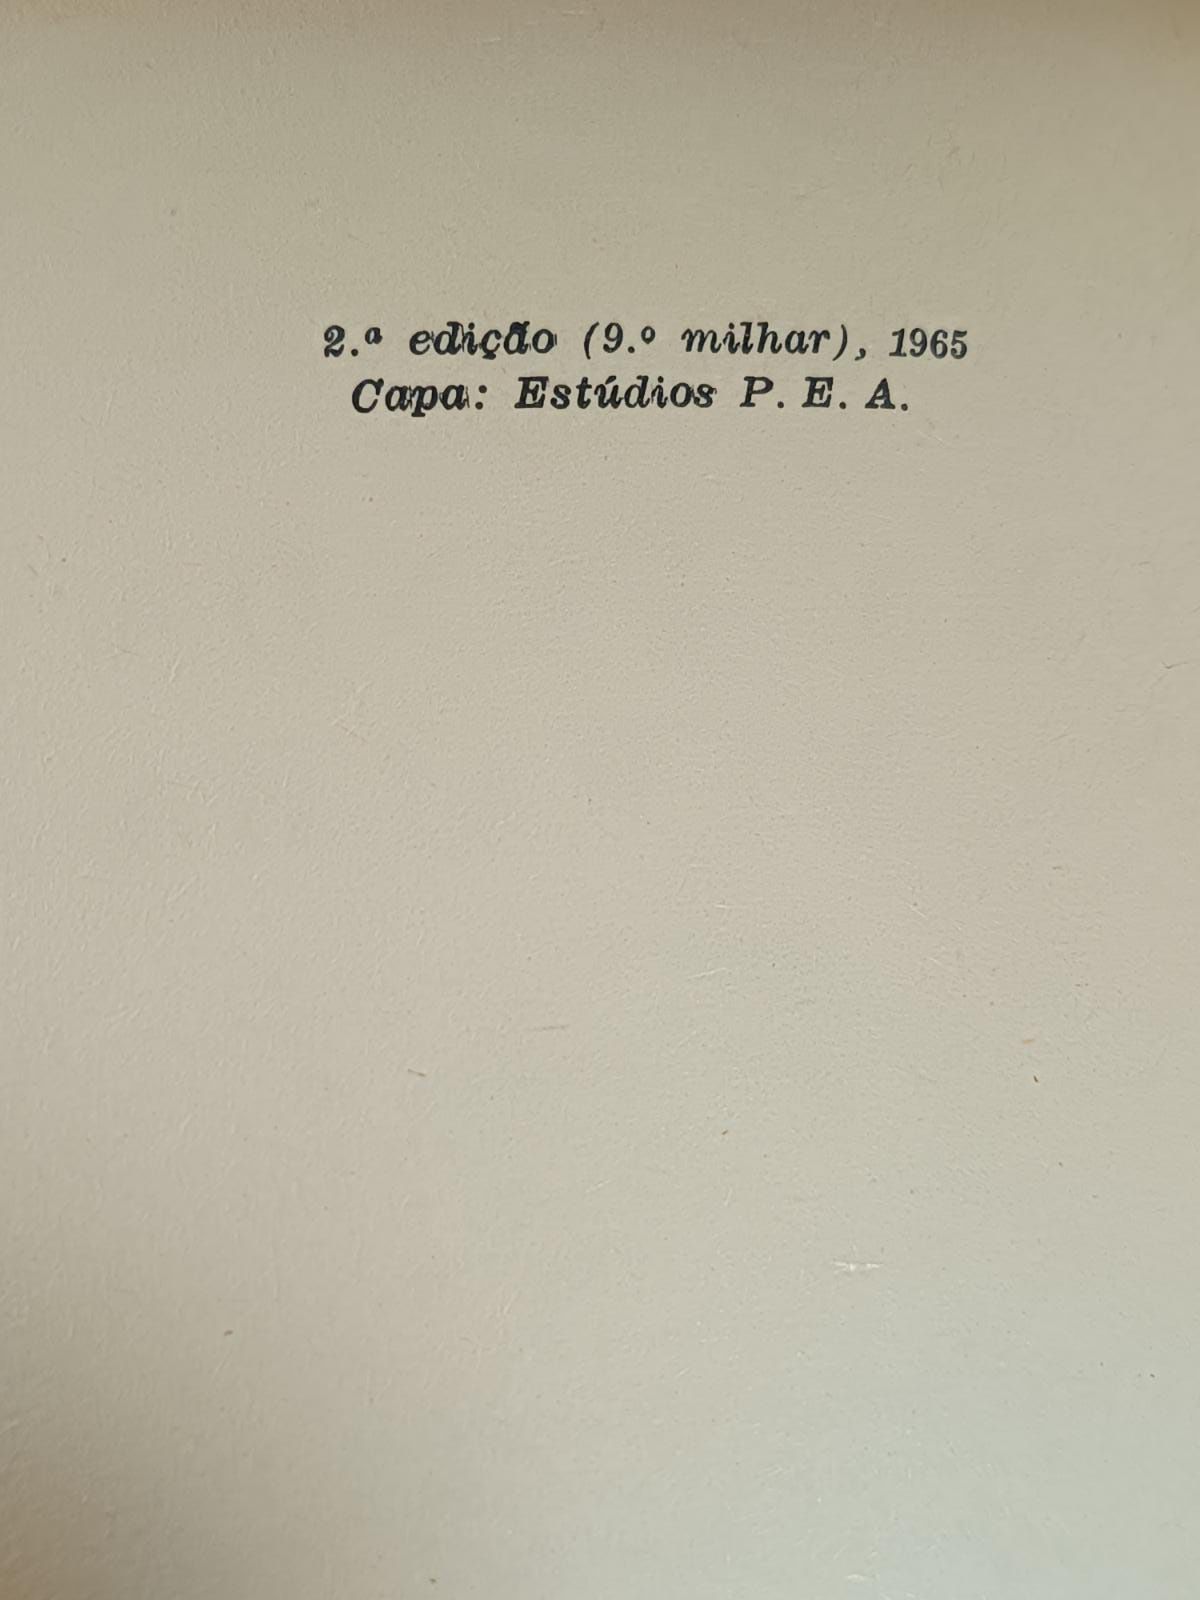 2.ª edição (9.º milhar), 1965
Capa: Estúdios P. E. A.